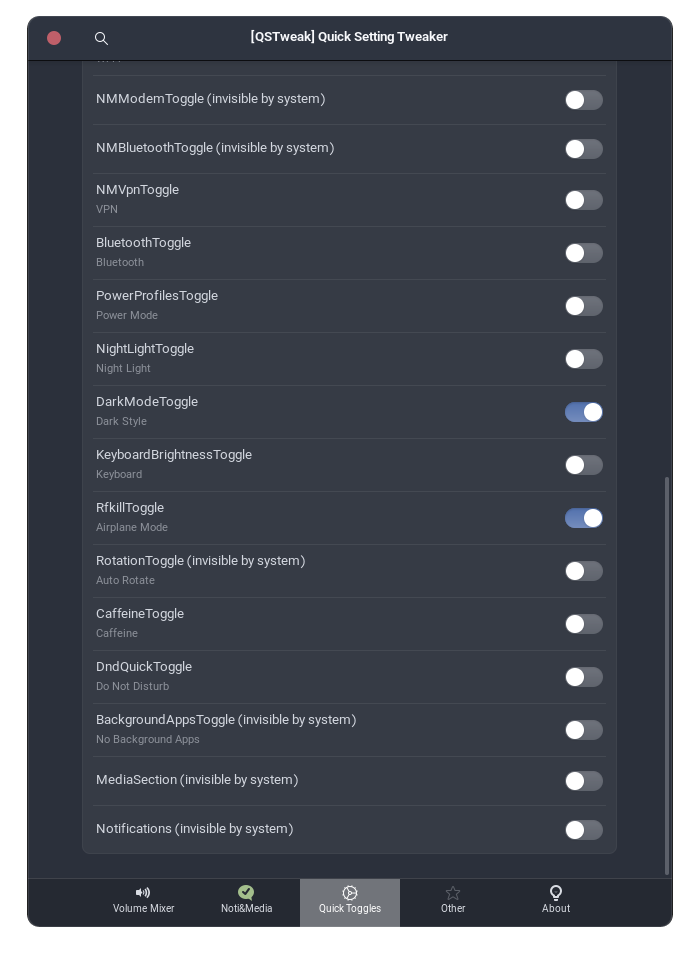 [QSTweak] Quick Setting Tweaker
NMModemToggle (invisible by system)
NMBluetoothToggle (invisible by system)
NMVpnToggle
VPN
BluetoothToggle
Bluetooth
PowerProfilesToggle
Power Mode
NightLightToggle
Night Light
DarkModeToggle
Dark Style
KeyboardBrightnessToggle
Keyboard
RfkillToggle
Airplane Mode
RotationToggle (invisible by system)
Auto Rotate
CaffeineToggle
Caffeine
DndQuickToggle
Do Not Disturb
BackgroundAppsToggle (invisible by system)
No Background Apps
MediaSection (invisible by system)
Notifications (invisible by system)
Volume Mixer
Noti&Media
Quick Toggles
Other
About